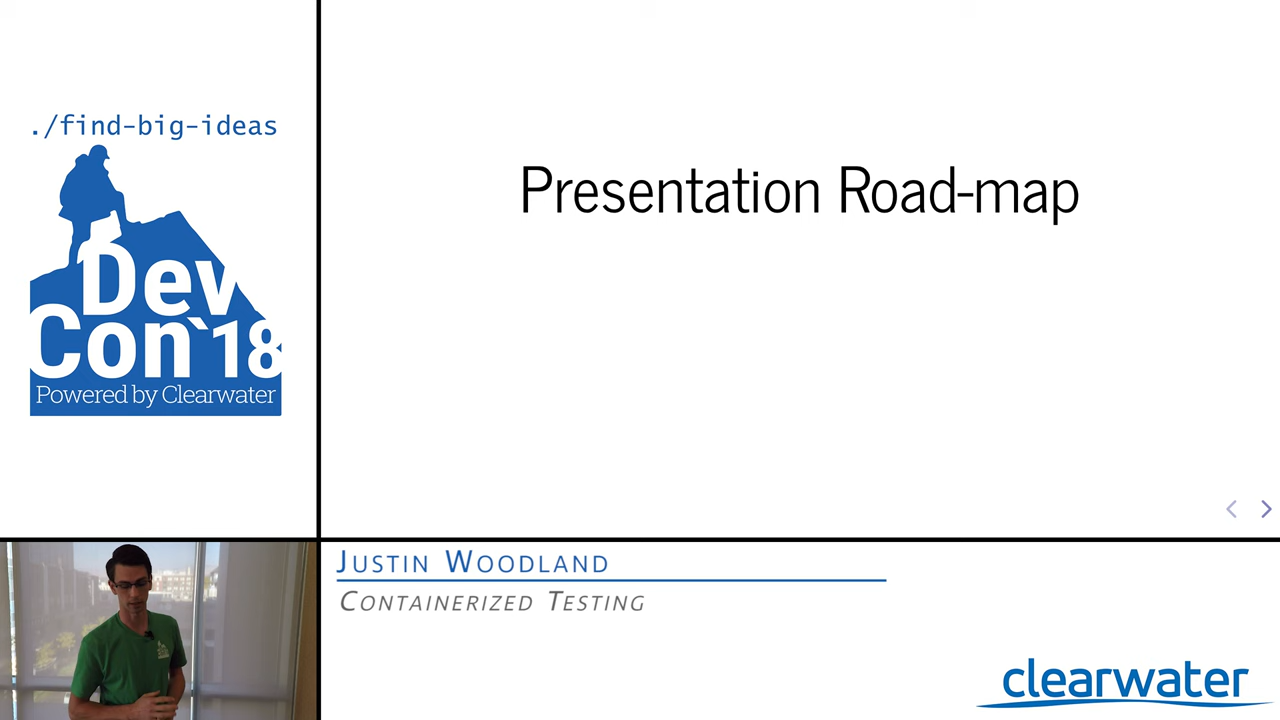 ./find-big-ideas
Dev
Con`18
Powered by Clearwater
Presentation Road-map
JUSTIN WOODLAND
CONTAINERIZED TESTING
clearwater